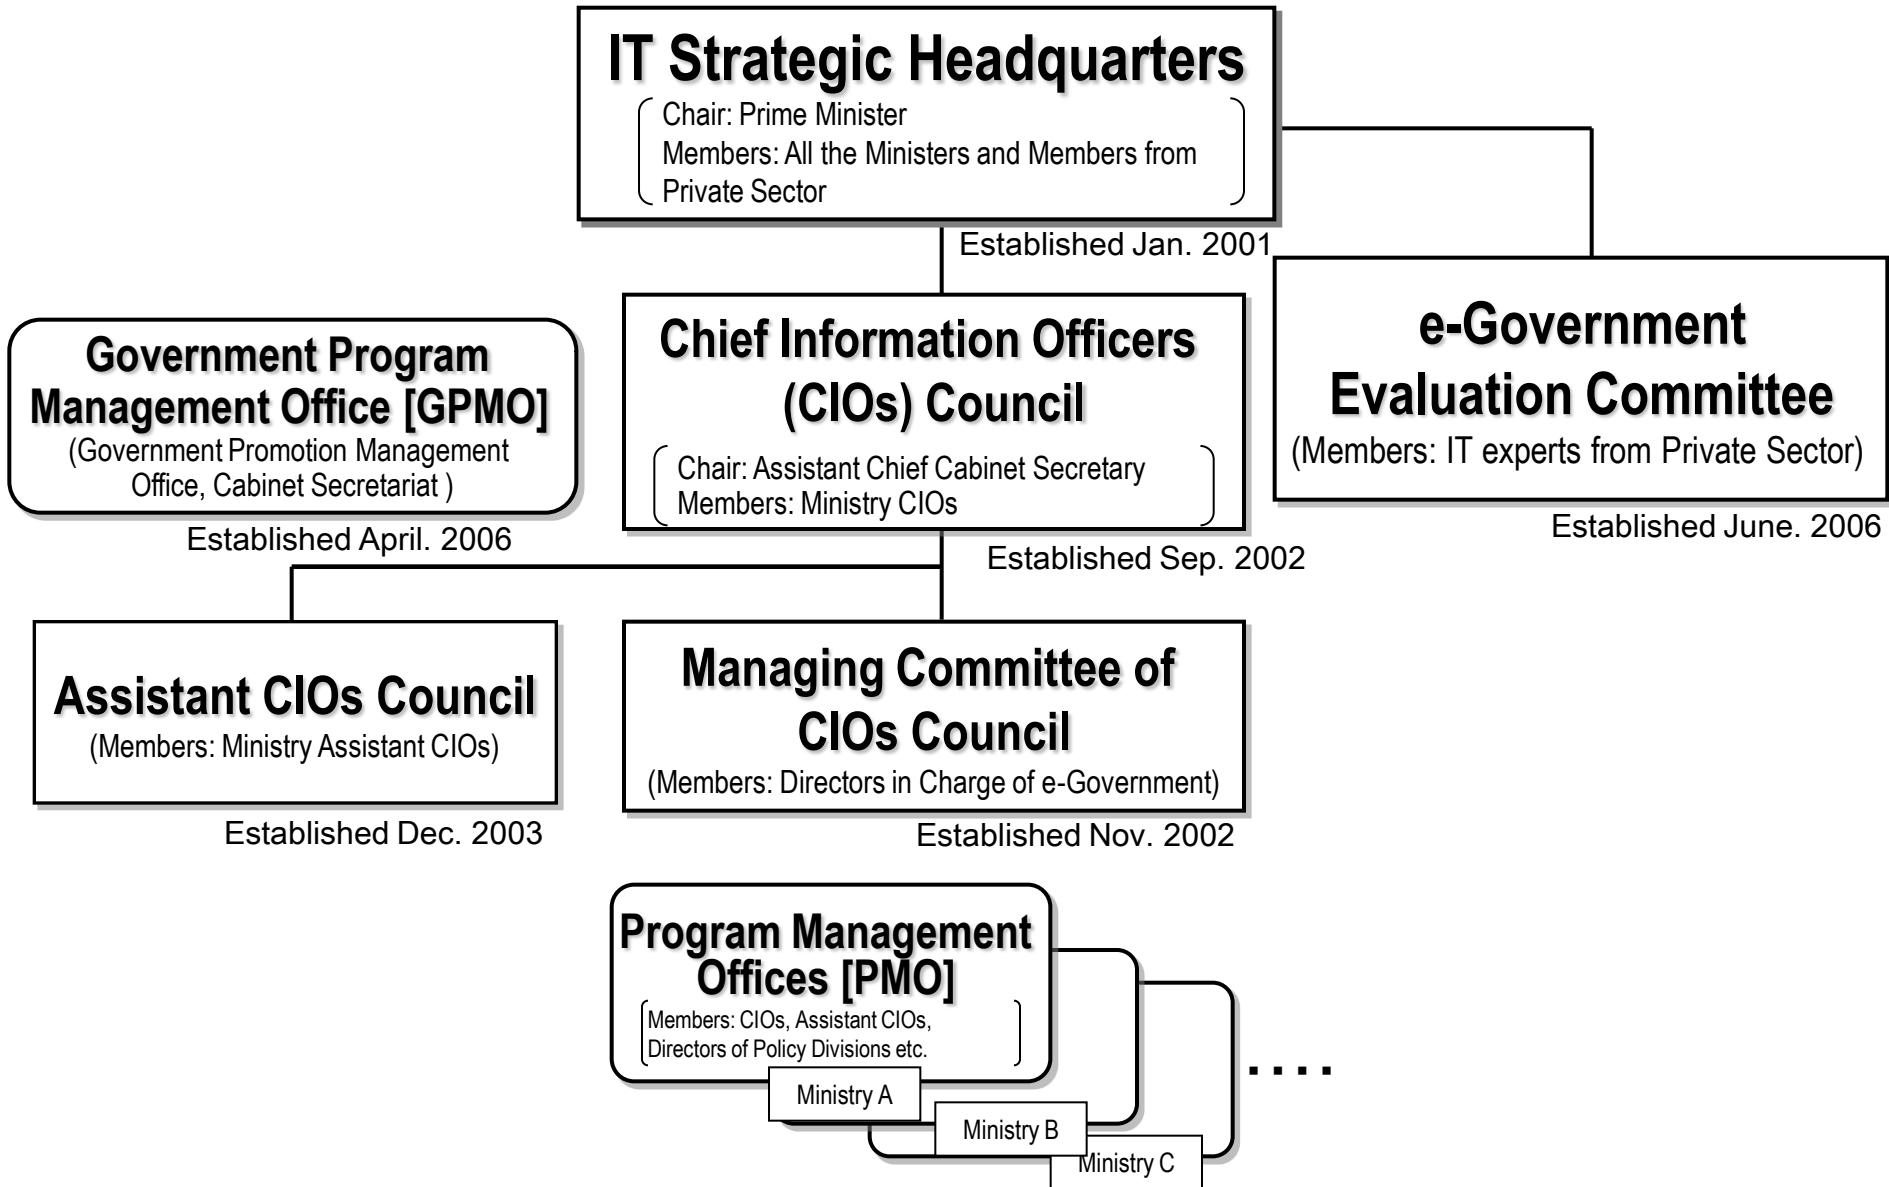 IT Strategic Headquarters
Chair: Prime Minister
Members: All the Ministers and Members from
Private Sector
Established Jan. 2001
Government Program
Management Office [GPMO]
(Government Promotion Management
Office, Cabinet Secretariat )
Established April. 2006
Chief Information Officers
(CIOs) Council
Chair: Assistant Chief Cabinet Secretary
Members: Ministry CIOs
Established Sep. 2002
e-Government
Evaluation Committee
(Members: IT experts from Private Sector)
Established June. 2006
Assistant CIOs Council
(Members: Ministry Assistant CIOs)
Established Dec. 2003
Managing Committee of
CIOs Council
(Members: Directors in Charge of e-Government)
Established Nov. 2002
Program Management
Offices [PMO]
Members: CIOs, Assistant CIOs,
Directors of Policy Divisions etc.
Ministry A
Ministry B
Ministry C
....